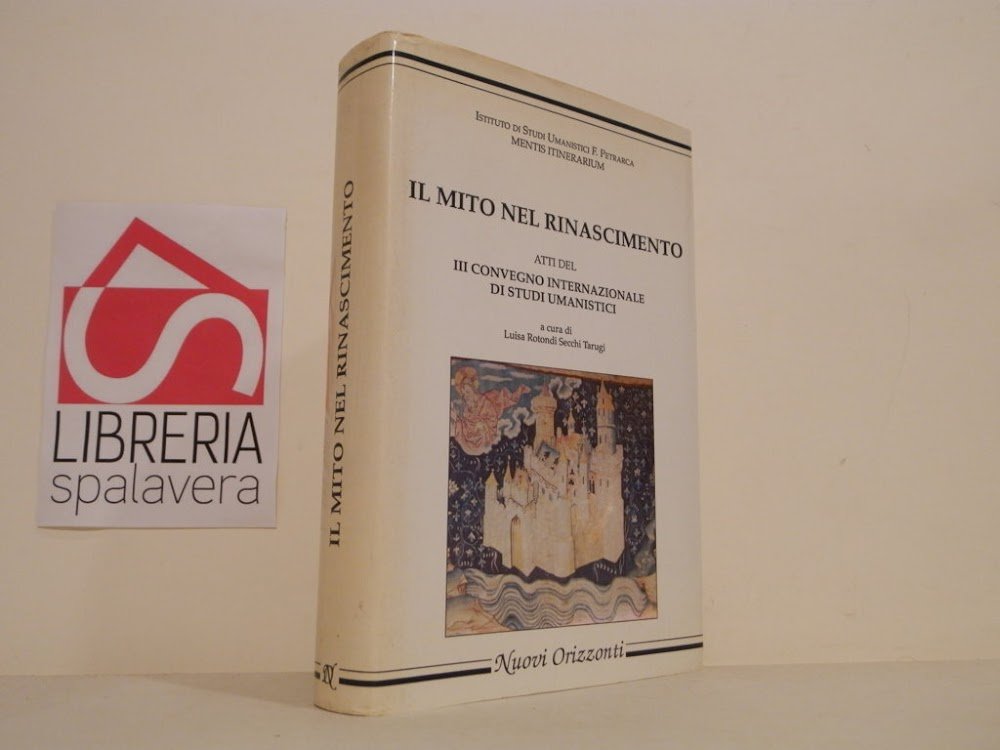 LIBRERIA
spalavera
IL MITO NEL RINASCIMENTO
ISTITUTO DI STUDI UMANISTICI F. PETRARCA
MENTIS ITINERARIUM
IL MITO NEL RINASCIMENTO
ATTI DEL
III CONVEGNO INTERNAZIONALE
DI STUDI UMANISTICI
a cura di
Luisa Rotondi Secchi Tarugi
Nuovi Orizzonti